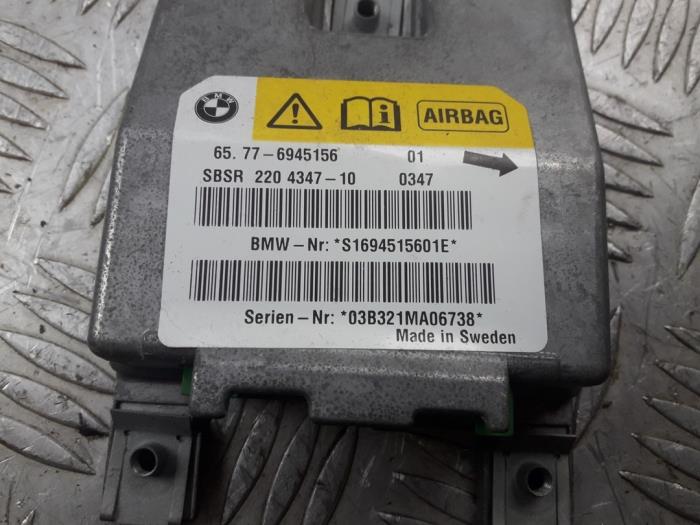 BMW
AIRBAG
65. 77-6945156 01
SBSR 220 4347-10 0347
BMW-Nr: *S1694515601E*
Serien-Nr: *03B321MA06738*
Made in Sweden